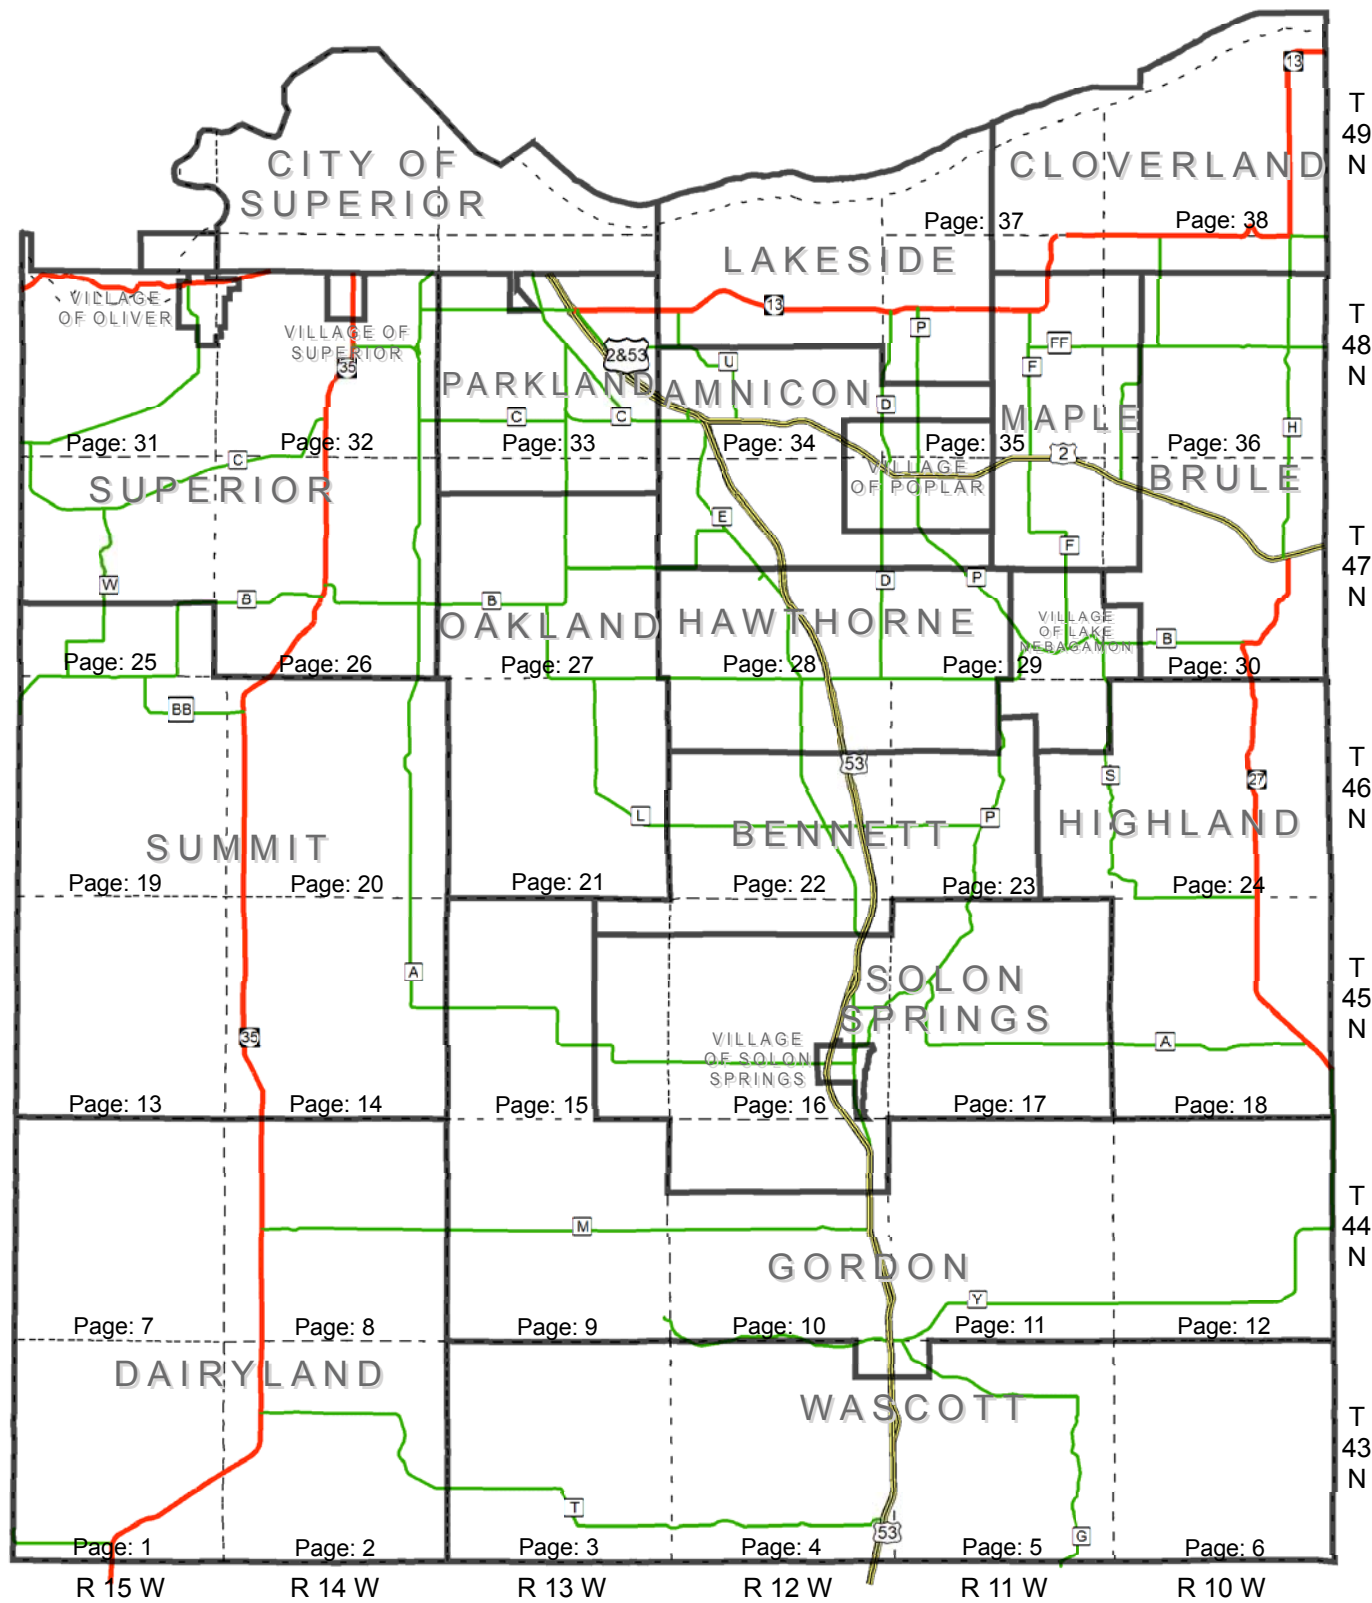 13
T
49
N
CITY OF
SUPERIOR
CLOVERLAND
Page: 37
Page: 38
LAKESIDE
VILLAGE
OF OLIVER
13
VILLAGE OF
SUPERIOR
35
2&53
P
T
48
N
FF
U
F
PARKLAND
AMNICON
D
MAPLE
C
C
H
Page: 31
Page: 32
Page: 33
Page: 34
Page: 35
Page: 36
C
2
VILLAGE
OF POPLAR
SUPERIOR
BRULE
E
F
T
47
N
W
D
P
B
B
OAKLAND
HAWTHORNE
VILLAGE
OF LAKE
NEBAGAMON
B
Page: 25
Page: 26
Page: 27
Page: 28
Page: 29
Page: 30
BB
53
S
27
T
46
N
L
P
SUMMIT
BENNETT
HIGHLAND
Page: 19
Page: 20
Page: 21
Page: 22
Page: 23
Page: 24
A
SOLON
SPRINGS
T
45
N
35
VILLAGE
OF SOLON
SPRINGS
A
Page: 13
Page: 14
Page: 15
Page: 16
Page: 17
Page: 18
M
T
44
N
GORDON
Y
Page: 7
Page: 8
Page: 9
Page: 10
Page: 11
Page: 12
DAIRYLAND
WASCOTT
T
43
N
T
53
G
Page: 1
Page: 2
Page: 3
Page: 4
Page: 5
Page: 6
R 15 W
R 14 W
R 13 W
R 12 W
R 11 W
R 10 W